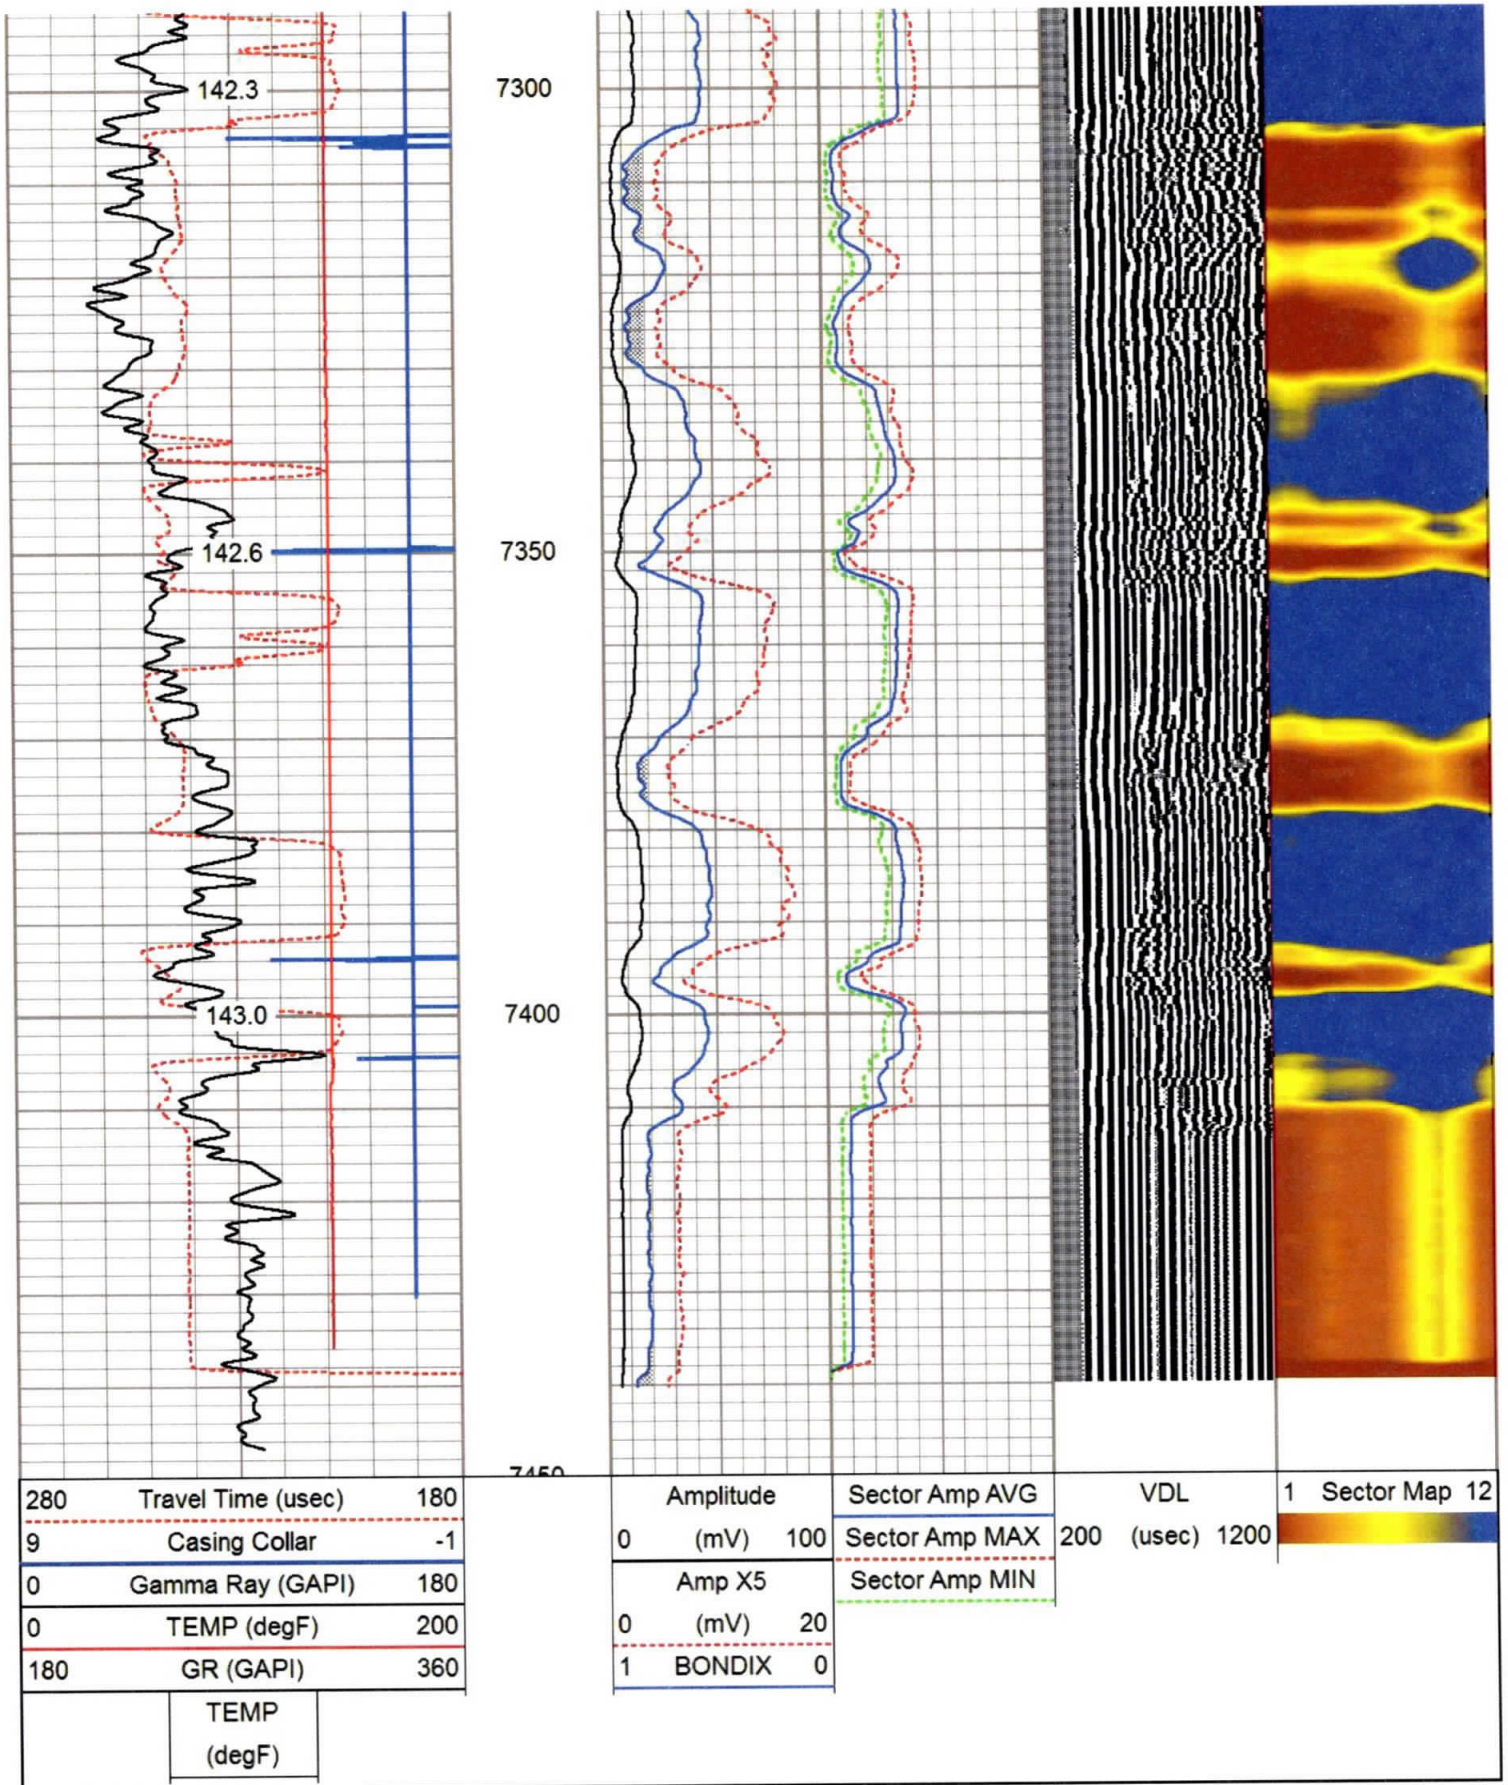 142.3
7300
142.6
7350
143.0
7400
7450
280 Travel Time (usec) 180
9 Casing Collar -1
0 Gamma Ray (GAPI) 180
0 TEMP (degF) 200
180 GR (GAPI) 360
TEMP
(degF)
Amplitude
0 (mV) 100
Amp X5
0 (mV) 20
1 BONDIX 0
Sector Amp AVG
Sector Amp MAX
Sector Amp MIN
VDL
200 (usec) 1200
1 Sector Map 12